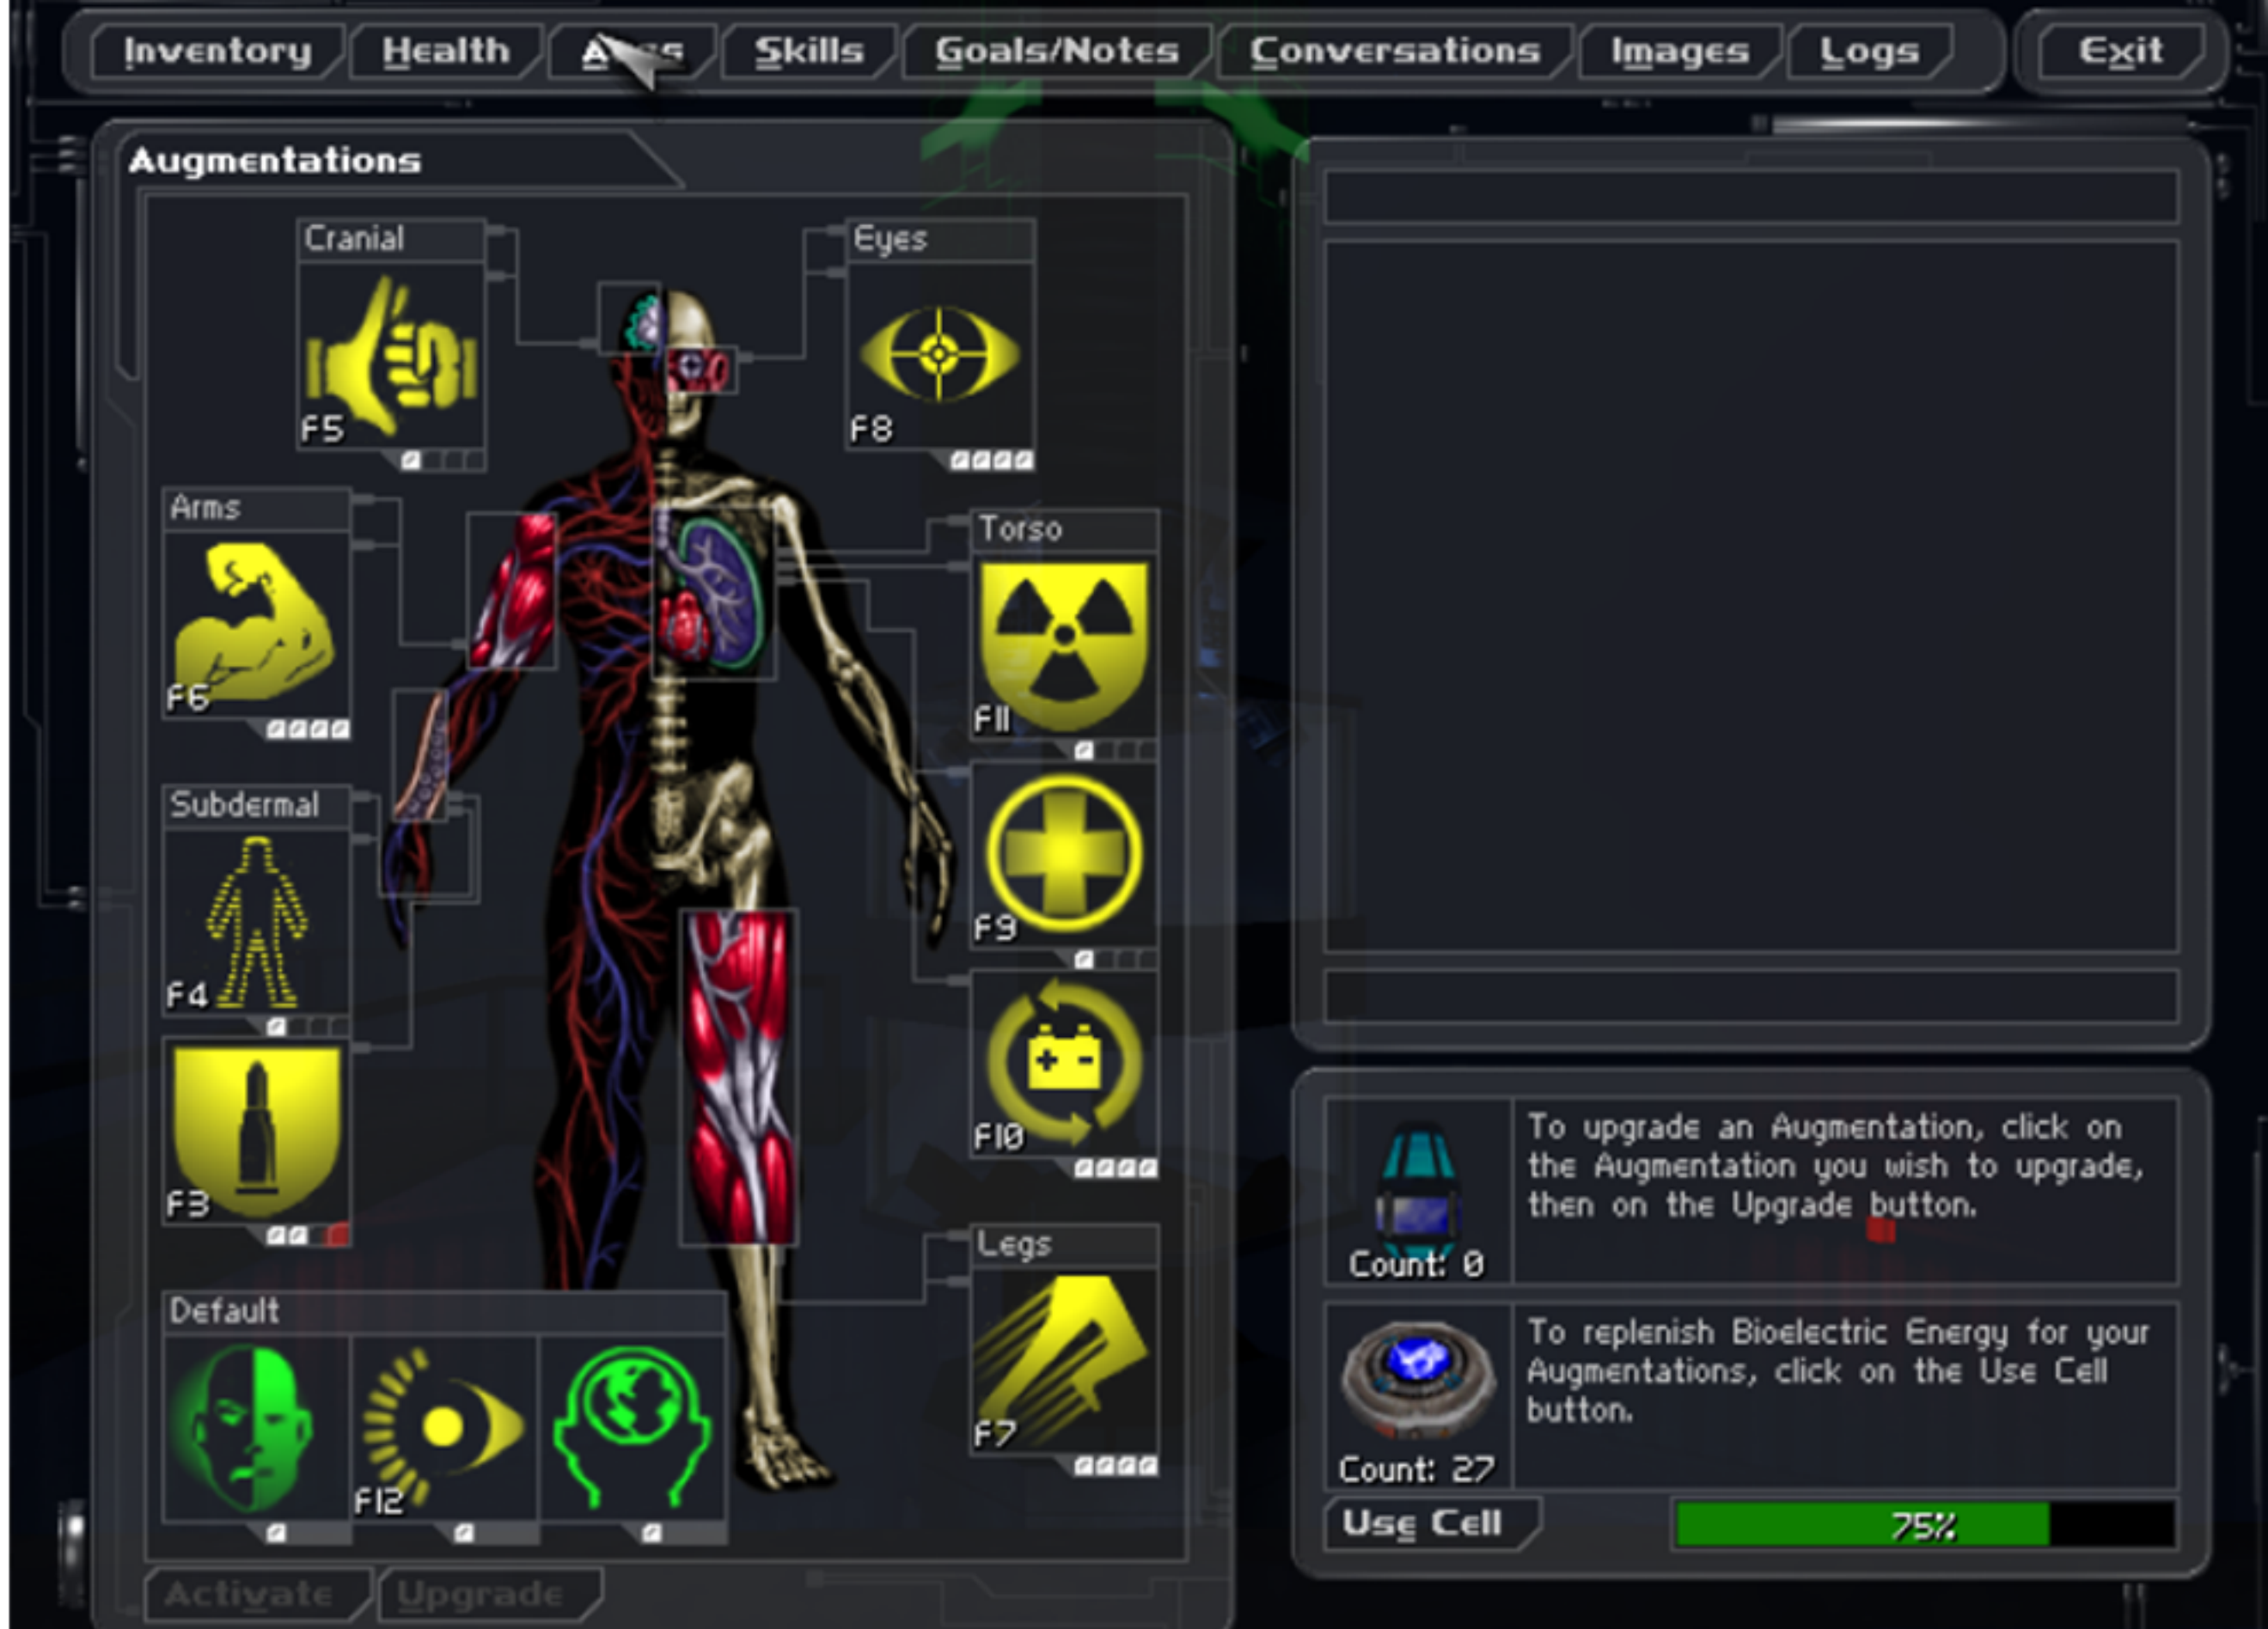 Inventory
Health
Skills
Goals/Notes
Conversations
Images
Logs
Exit
Augmentations
Cranial
F5
Eyes
F8
Arms
F6
Torso
F11
Subdermal
F4
F9
F3
F10
Default
F12
Legs
F7
Activate
Upgrade
To upgrade an Augmentation, click on
the Augmentation you wish to upgrade,
then on the Upgrade button.
Count: 0
To replenish Bioelectric Energy for your
Augmentations, click on the Use Cell
button.
Count: 27
Use Cell
75%